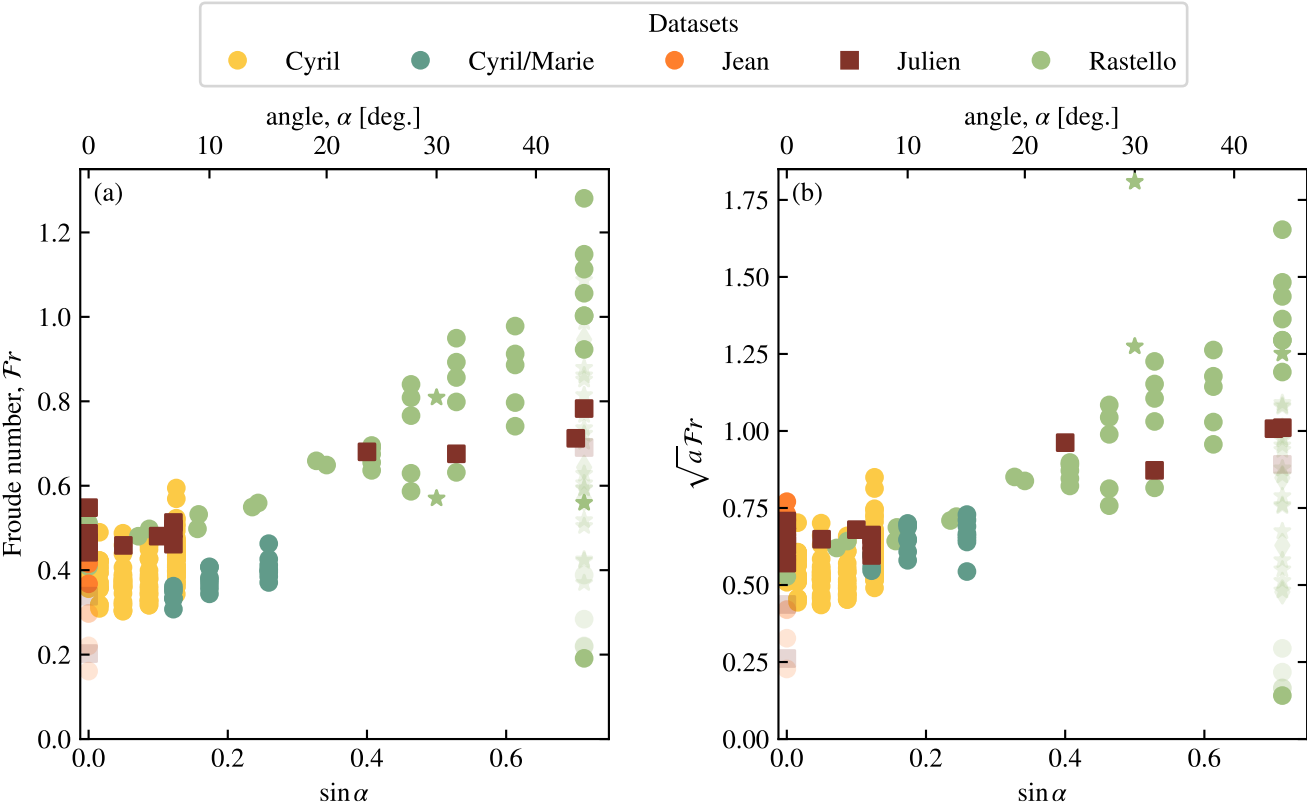 Datasets
Cyril Cyril/Marie Jean Julien Rastello
angle, α [deg.]
0 10 20 30 40
(a)
Froude number, ℱr
1.2
1.0
0.8
0.6
0.4
0.2
0.0
0.0 0.2 0.4 0.6
sin α
angle, α [deg.]
0 10 20 30 40
(b)
√a ℱr
1.75
1.50
1.25
1.00
0.75
0.50
0.25
0.00
0.0 0.2 0.4 0.6
sin α